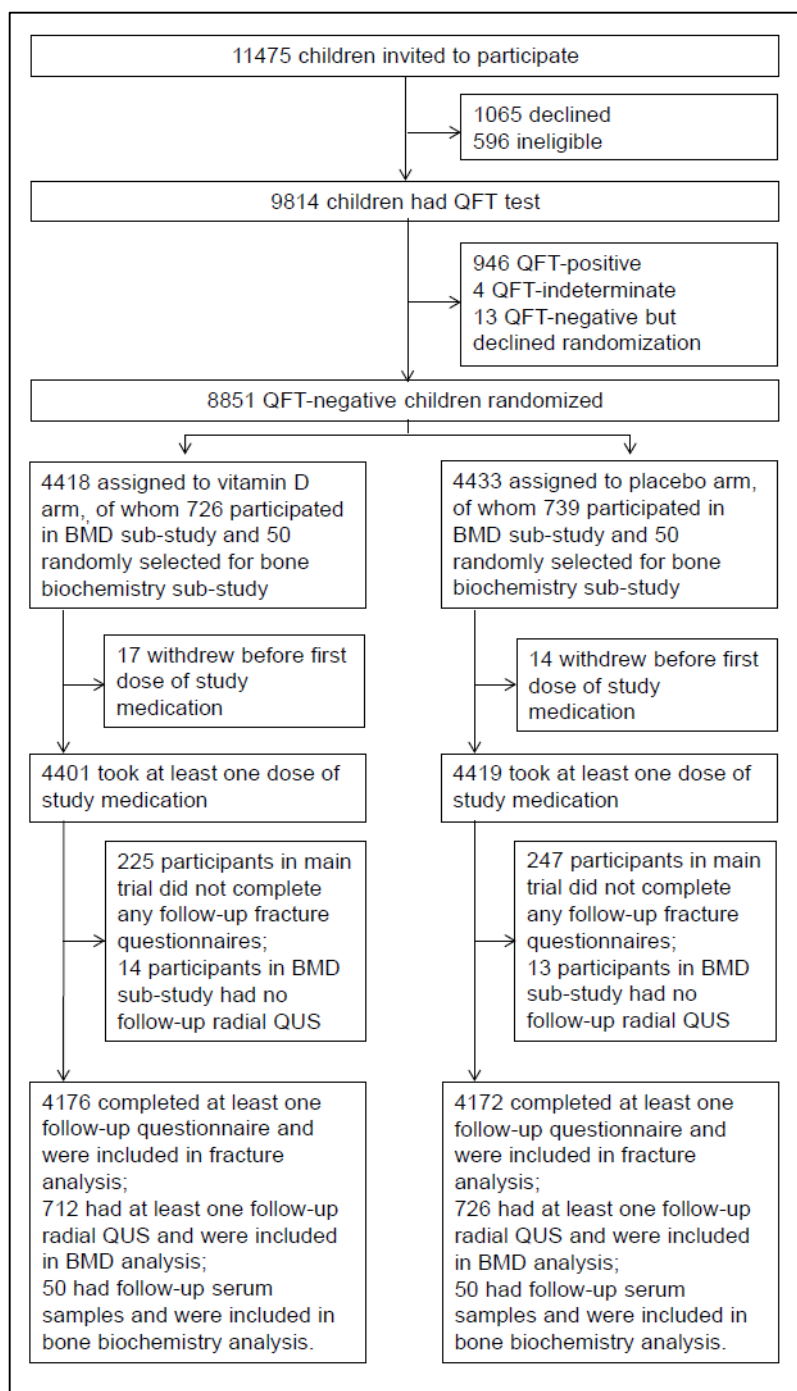 11475 children invited to participate
1065 declined
596 ineligible
9814 children had QFT test
946 QFT-positive
4 QFT-indeterminate
13 QFT-negative but
declined randomization
8851 QFT-negative children randomized
4418 assigned to vitamin D
arm,, of whom 726 participated
in BMD sub-study and 50
randomly selected for bone
biochemistry sub-study
4433 assigned to placebo arm,
of whom 739 participated in
BMD sub-study and 50
randomly selected for bone
biochemistry sub-study
17 withdrew before first
dose of study
medication
14 withdrew before first
dose of study
medication
4401 took at least one dose of
study medication
4419 took at least one dose of
study medication
225 participants in main
trial did not complete
any follow-up fracture
questionnaires;
14 participants in BMD
sub-study had no
follow-up radial QUS
247 participants in main
trial did not complete
any follow-up fracture
questionnaires;
13 participants in BMD
sub-study had no
follow-up radial QUS
4176 completed at least one
follow-up questionnaire and
were included in fracture
analysis;
712 had at least one follow-up
radial QUS and were included
in BMD analysis;
50 had follow-up serum
samples and were included in
bone biochemistry analysis.
4172 completed at least one
follow-up questionnaire and
were included in fracture
analysis;
726 had at least one follow-up
radial QUS and were included
in BMD analysis;
50 had follow-up serum
samples and were included in
bone biochemistry analysis.